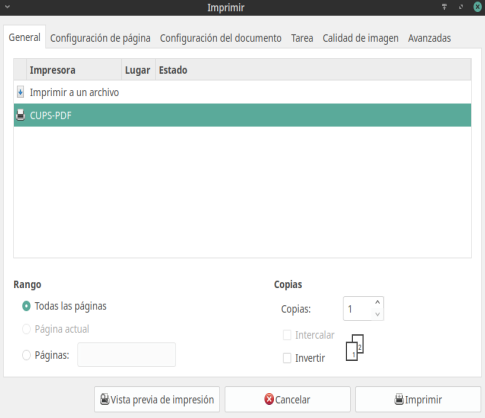 Imprimir
General Configuración de página Configuración del documento Tarea Calidad de imagen Avanzadas
Impresora Lugar Estado
Imprimir a un archivo
CUPS-PDF
Rango Copias
Todas las páginas Copias: 1
Página actual Intercalar
Páginas: Invertir
2
1
Vista previa de impresión Cancelar Imprimir